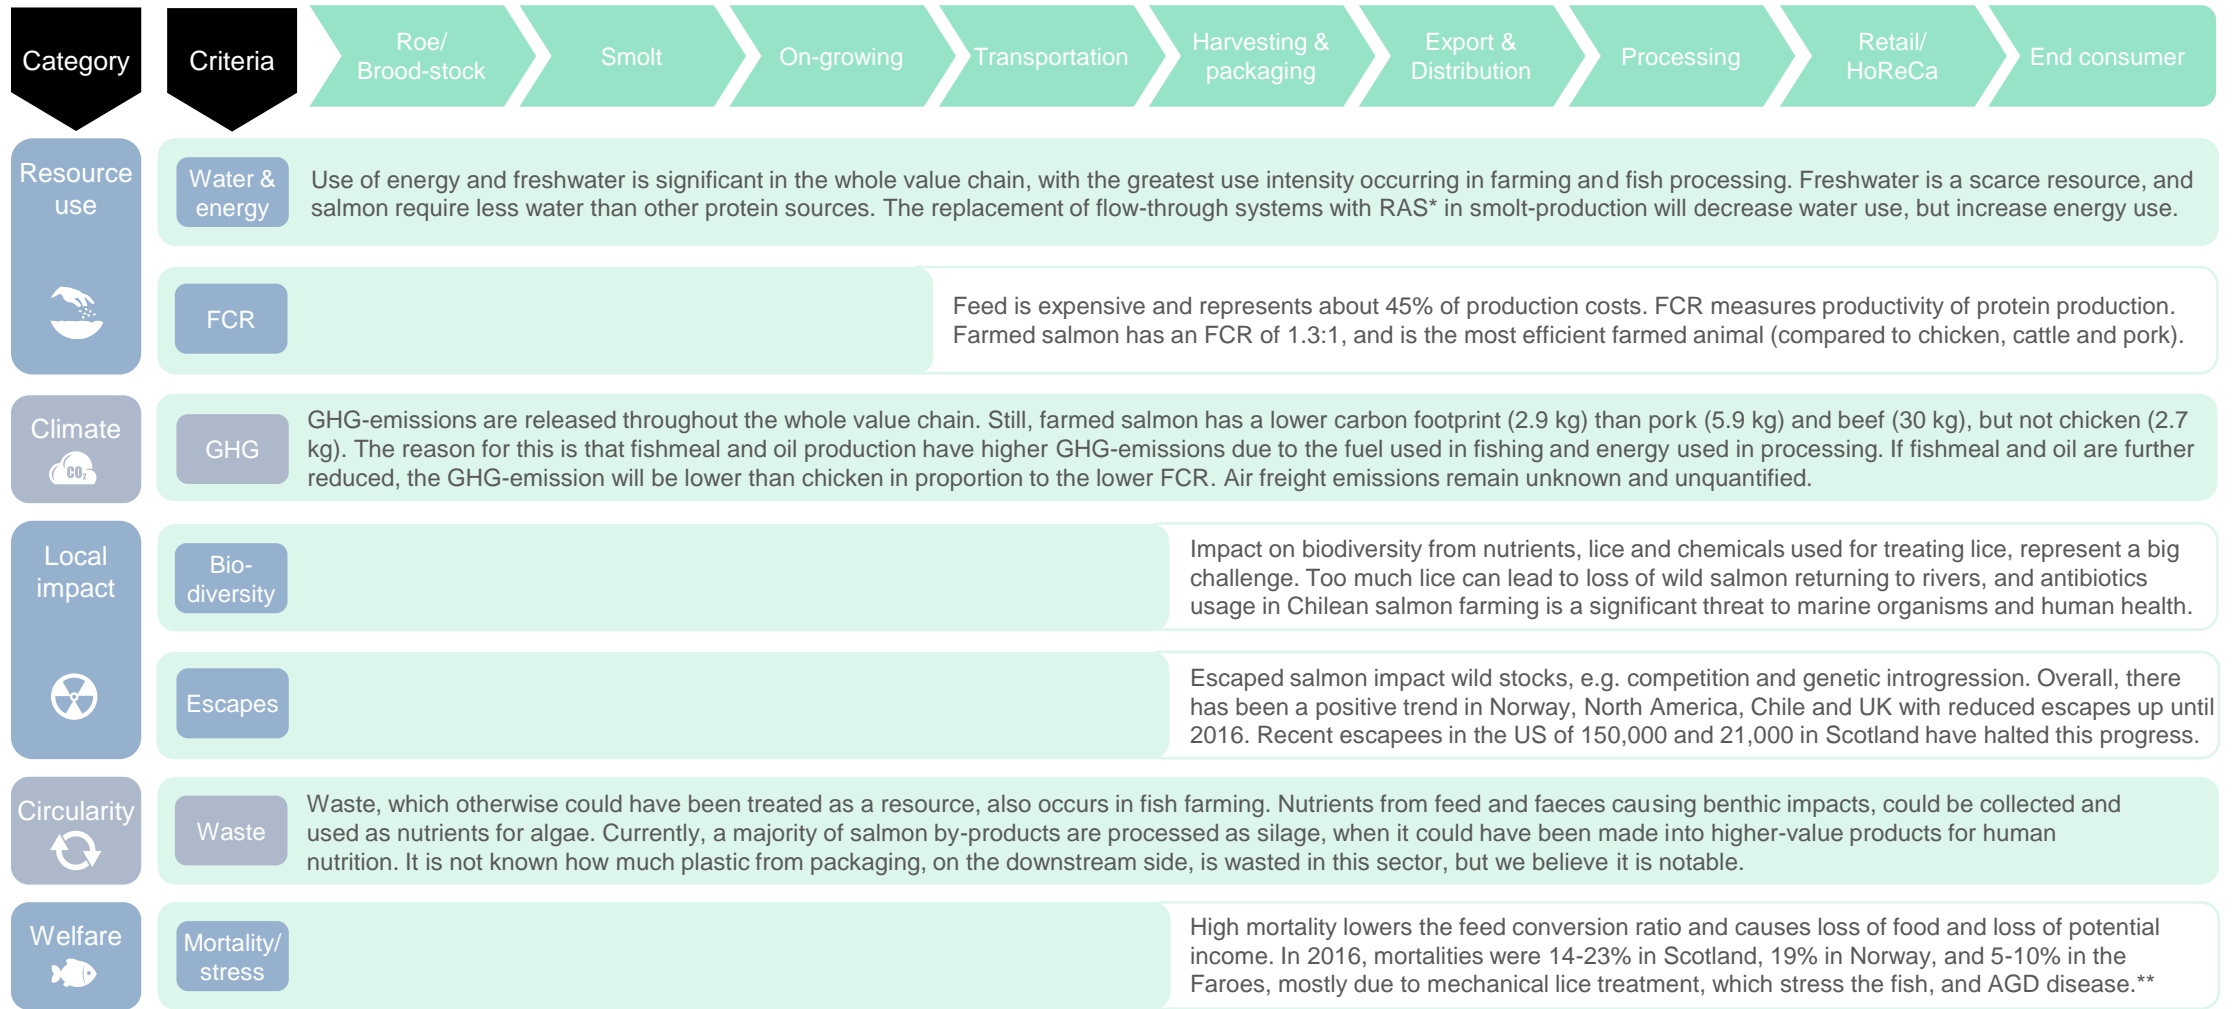 Category
Criteria
Roe/
Brood-stock
Smolt
On-growing
Transportation
Harvesting &
packaging
Export &
Distribution
Processing
Retail/
HoReCa
End consumer
Resource
use
Water &
energy
Use of energy and freshwater is significant in the whole value chain, with the greatest use intensity occurring in farming and fish processing. Freshwater is a scarce resource, and
salmon require less water than other protein sources. The replacement of flow-through systems with RAS* in smolt-production will decrease water use, but increase energy use.
FCR
Feed is expensive and represents about 45% of production costs. FCR measures productivity of protein production.
Farmed salmon has an FCR of 1.3:1, and is the most efficient farmed animal (compared to chicken, cattle and pork).
Climate
CO₂
GHG
GHG-emissions are released throughout the whole value chain. Still, farmed salmon has a lower carbon footprint (2.9 kg) than pork (5.9 kg) and beef (30 kg), but not chicken (2.7
kg). The reason for this is that fishmeal and oil production have higher GHG-emissions due to the fuel used in fishing and energy used in processing. If fishmeal and oil are further
reduced, the GHG-emission will be lower than chicken in proportion to the lower FCR. Air freight emissions remain unknown and unquantified.
Local
impact
Bio-
diversity
Impact on biodiversity from nutrients, lice and chemicals used for treating lice, represent a big
challenge. Too much lice can lead to loss of wild salmon returning to rivers, and antibiotics
usage in Chilean salmon farming is a significant threat to marine organisms and human health.
Escapes
Escaped salmon impact wild stocks, e.g. competition and genetic introgression. Overall, there
has been a positive trend in Norway, North America, Chile and UK with reduced escapes up until
2016. Recent escapees in the US of 150,000 and 21,000 in Scotland have halted this progress.
Circularity
Waste
Waste, which otherwise could have been treated as a resource, also occurs in fish farming. Nutrients from feed and faeces causing benthic impacts, could be collected and
used as nutrients for algae. Currently, a majority of salmon by-products are processed as silage, when it could have been made into higher-value products for human
nutrition. It is not known how much plastic from packaging, on the downstream side, is wasted in this sector, but we believe it is notable.
Welfare
Mortality/
stress
High mortality lowers the feed conversion ratio and causes loss of food and loss of potential
income. In 2016, mortalities were 14-23% in Scotland, 19% in Norway, and 5-10% in the
Faroes, mostly due to mechanical lice treatment, which stress the fish, and AGD disease.**